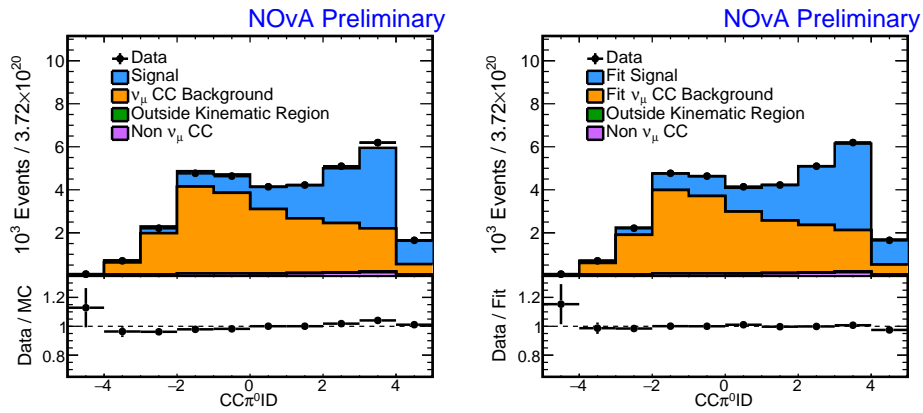 NOvA Preliminary
10³ Events / 3.72×10²⁰
10
8
6
4
2
Data
Signal
νμ CC Background
Outside Kinematic Region
Non νμ CC
Data / MC
1.2
1
0.8
−4 −2 0 2 4
CCπ⁰ID
NOvA Preliminary
10³ Events / 3.72×10²⁰
10
8
6
4
2
Data
Fit Signal
Fit νμ CC Background
Outside Kinematic Region
Non νμ CC
Data / Fit
1.2
1
0.8
−4 −2 0 2 4
CCπ⁰ID